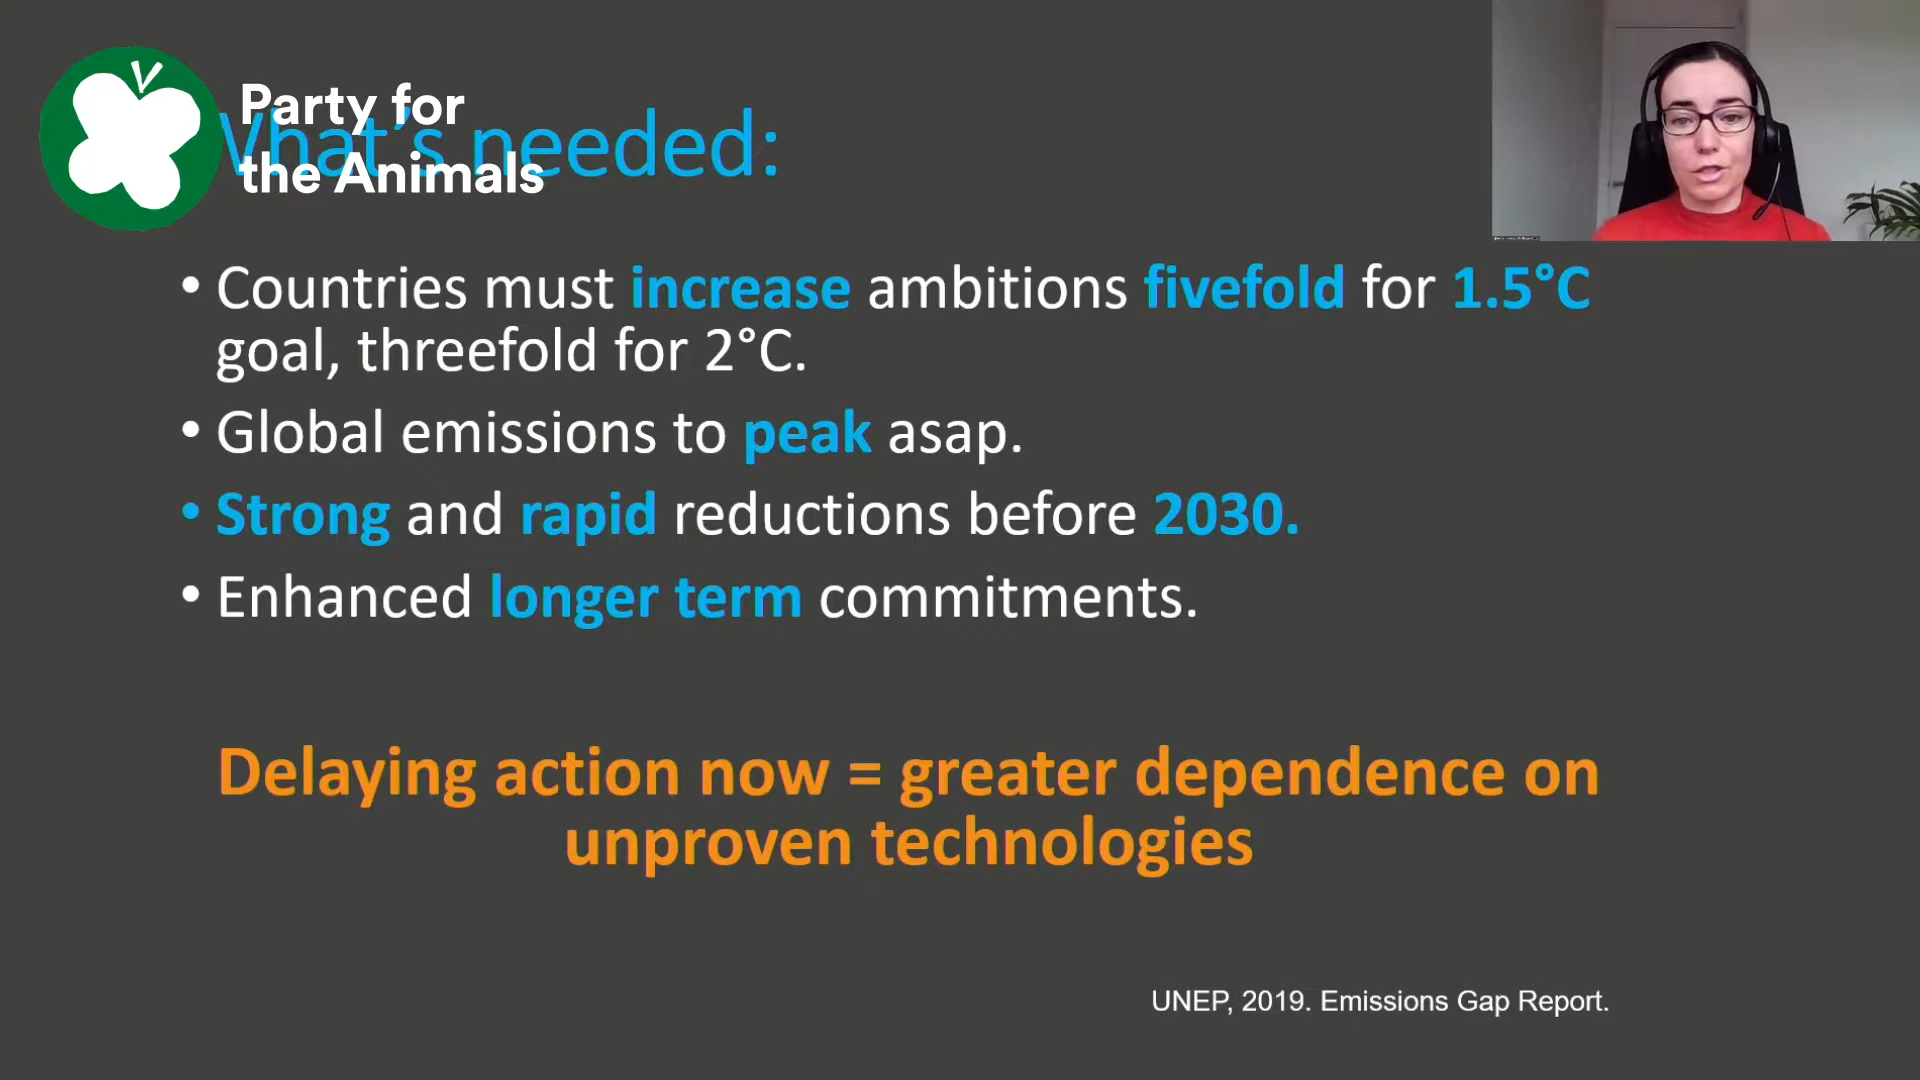 Party for
the Animals
What's needed:
• Countries must increase ambitions fivefold for 1.5°C
goal, threefold for 2°C.
• Global emissions to peak asap.
• Strong and rapid reductions before 2030.
• Enhanced longer term commitments.
Delaying action now = greater dependence on
unproven technologies
UNEP, 2019. Emissions Gap Report.